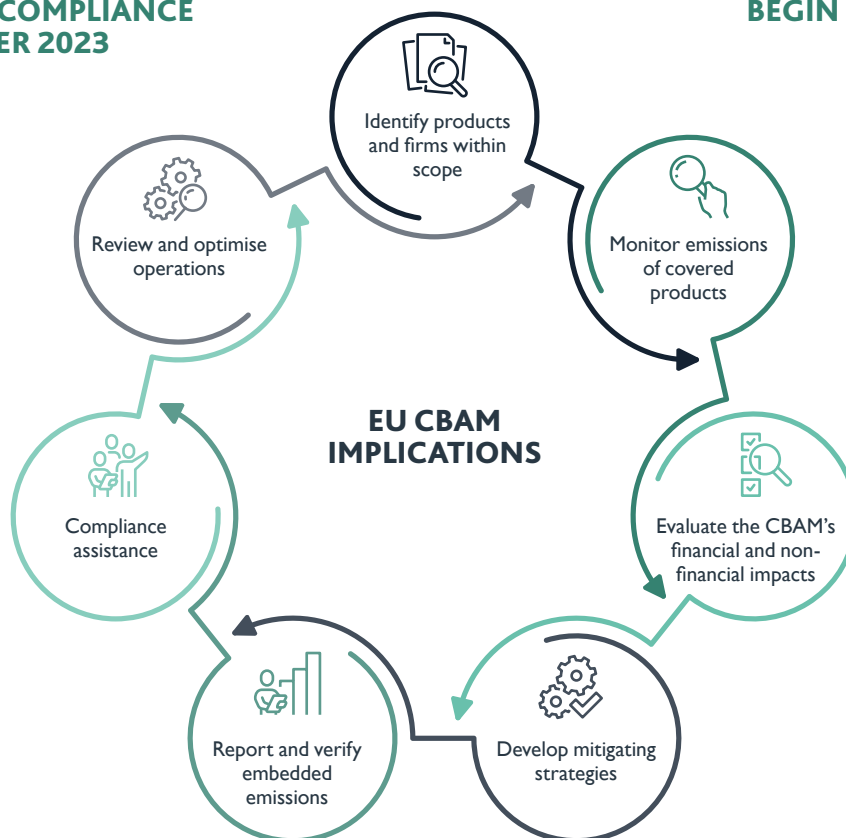 COMPLIANCE
ER 2023
BEGIN
Identify products
and firms within
scope
Review and optimise
operations
Monitor emissions
of covered
products
EU CBAM
IMPLICATIONS
Compliance
assistance
Evaluate the CBAM's
financial and non-
financial impacts
Report and verify
embedded
emissions
Develop mitigating
strategies